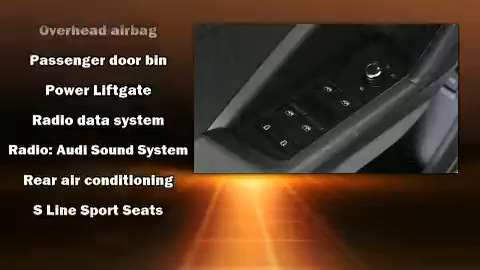 Overhead airbag
Passenger door bin
Power Liftgate
Radio data system
Radio: Audi Sound System
Rear air conditioning
S Line Sport Seats